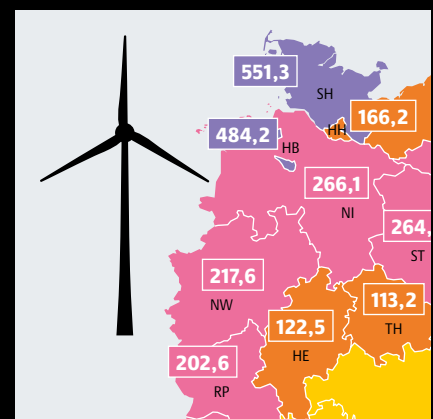 551,3
SH
HH
166,2
484,2
HB
266,1
NI
264,
ST
217,6
NW
113,2
TH
122,5
HE
202,6
RP